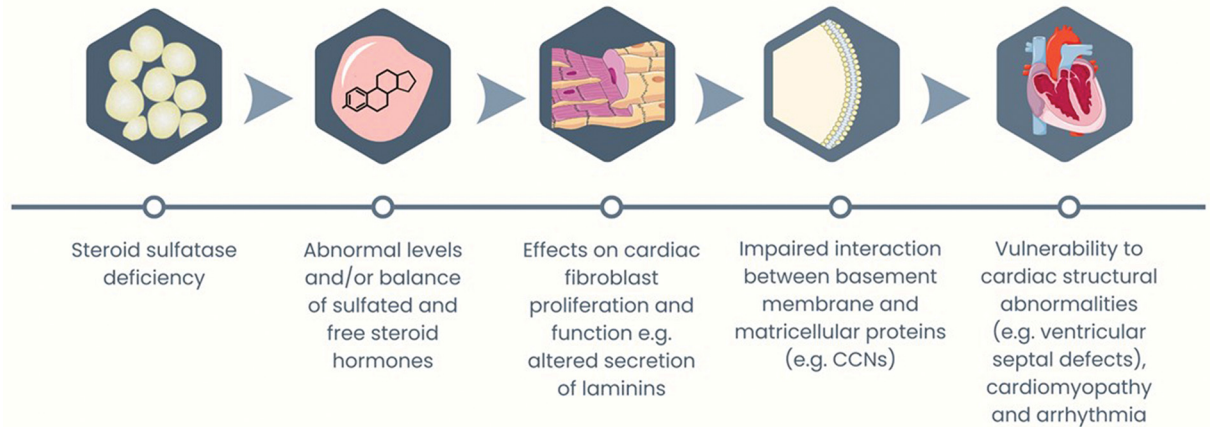 Steroid sulfatase
deficiency
Abnormal levels
and/or balance
of sulfated and
free steroid
hormones
Effects on cardiac
fibroblast
proliferation and
function e.g.
altered secretion
of laminins
Impaired interaction
between basement
membrane and
matricellular proteins
(e.g. CCNs)
Vulnerability to
cardiac structural
abnormalities
(e.g. ventricular
septal defects),
cardiomyopathy
and arrhythmia